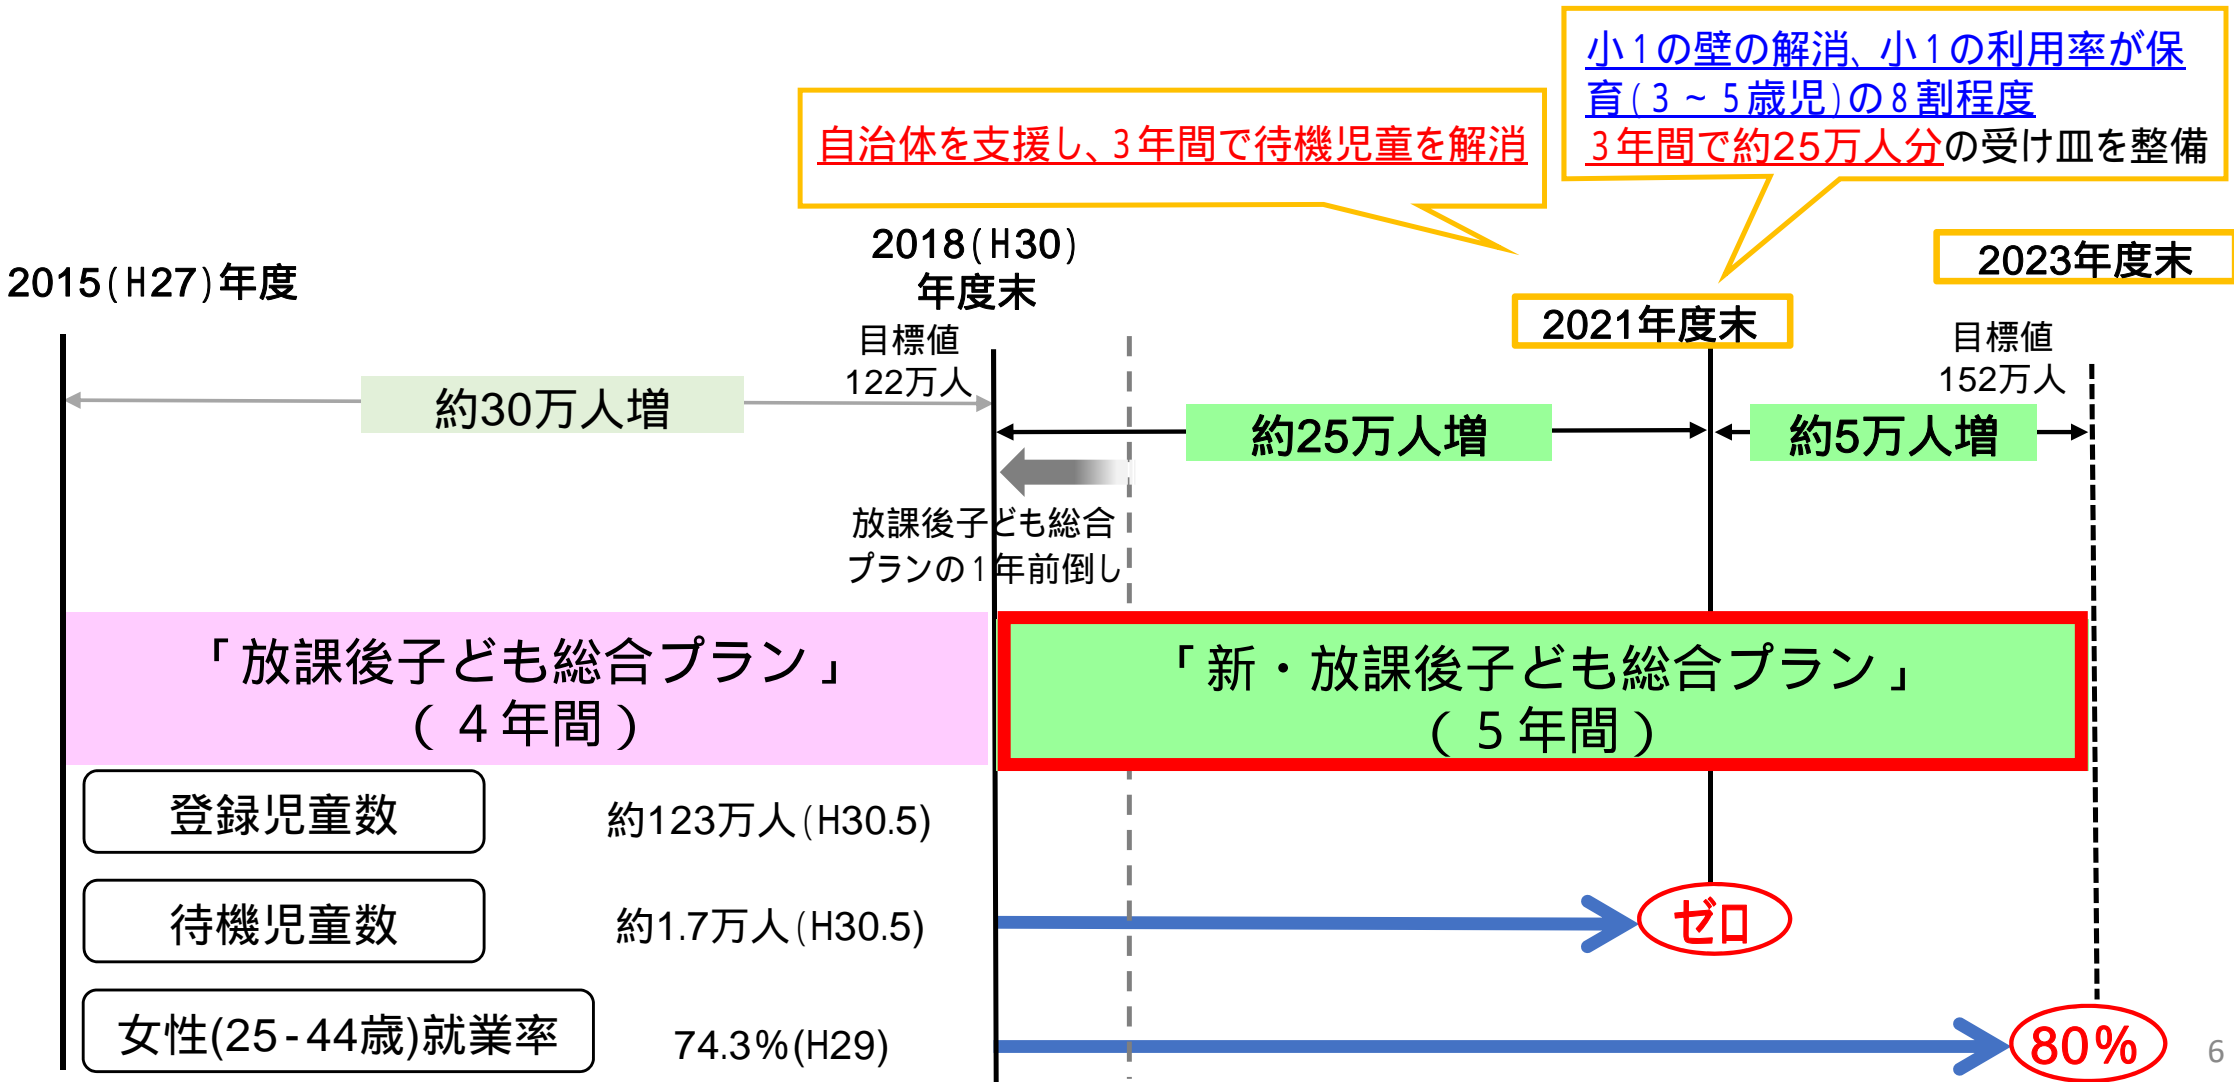 小1の壁の解消、小1の利用率が保
育(3~5歳児)の8割程度
3年間で約25万人分の受け皿を整備
自治体を支援し、3年間で待機児童を解消
2015(H27)年度
2018(H30)
年度末
2021年度末
2023年度末
目標値
122万人
目標値
152万人
約30万人増
約25万人増
約5万人増
放課後子ども総合
プランの1年前倒し
「放課後子ども総合プラン」
(4年間)
「新・放課後子ども総合プラン」
(5年間)
登録児童数
約123万人(H30.5)
待機児童数
約1.7万人(H30.5)
ゼロ
女性(25-44歳)就業率
74.3%(H29)
80%
6